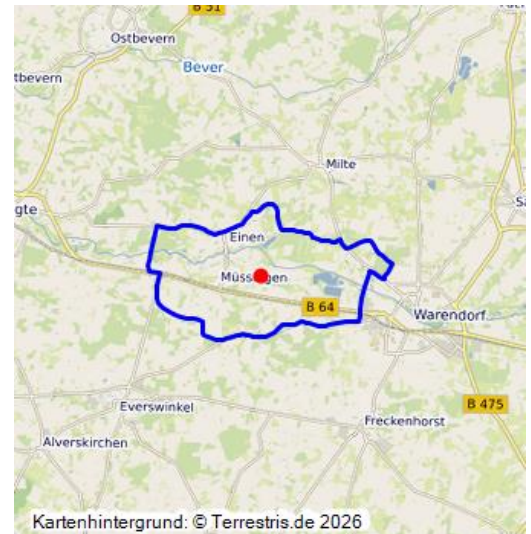 B 51
Ostbevern
tbevern
Bever
Milte
Sa
gte
Einen
Müssingen
B 64
Warendorf
B 475
Everswinkel
Freckenhorst
Alverskirchen
Kartenhintergrund: © Terrestris.de 2026